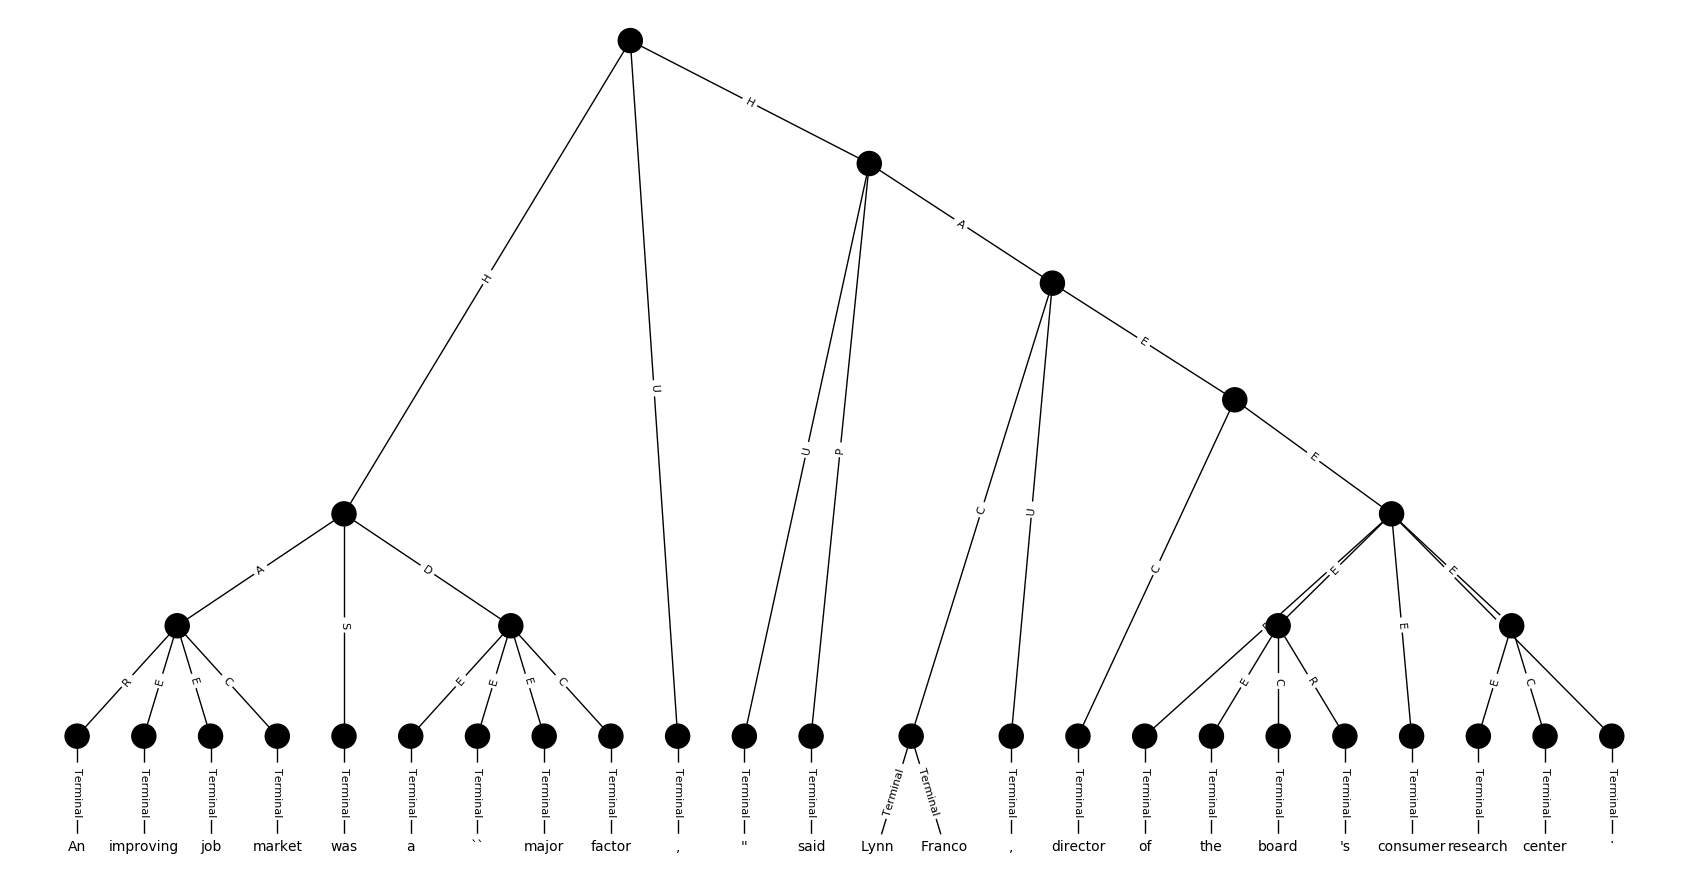 H
H
A
H
E
U
U
P
E
C
U
A
D
C
E
E
S
E
R
E
E
C
E
E
E
C
E
C
R
E
C
Terminal Terminal Terminal Terminal Terminal Terminal Terminal Terminal Terminal Terminal Terminal Terminal Terminal Terminal Terminal Terminal Terminal Terminal Terminal Terminal Terminal Terminal Terminal Terminal
An improving job market was a `` major factor , " said Lynn Franco , director of the board 's consumer research center .